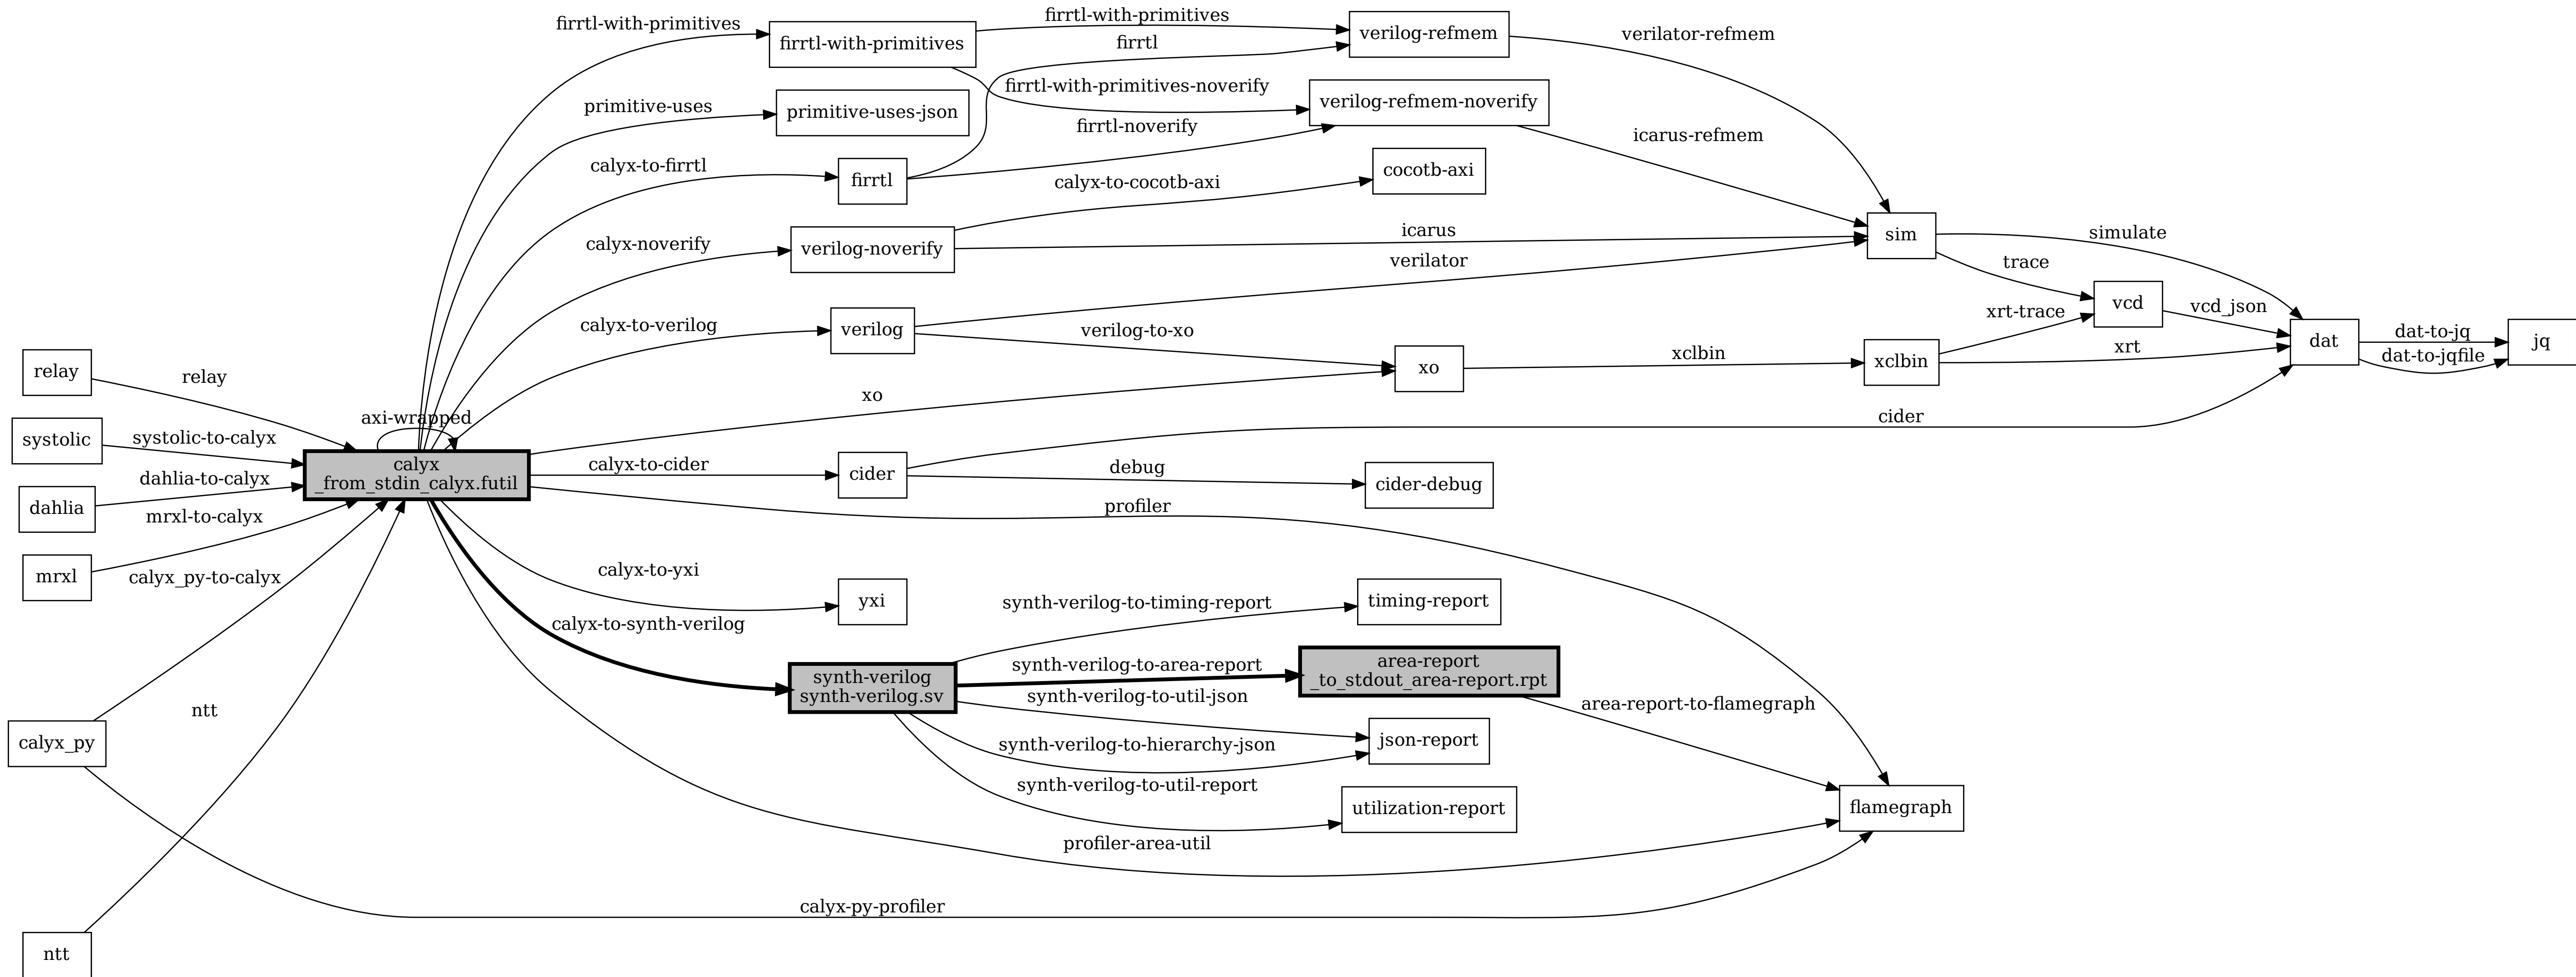 firrtl-with-primitives
firrtl-with-primitives
firrtl-with-primitives
verilog-refmem
verilator-refmem
firrtl
primitive-uses
primitive-uses-json
firrtl-with-primitives-noverify
verilog-refmem-noverify
icarus-refmem
firrtl-noverify
calyx-to-firrtl
firrtl
calyx-to-cocotb-axi
cocotb-axi
calyx-noverify
verilog-noverify
icarus
sim
simulate
verilator
trace
calyx-to-verilog
verilog
verilog-to-xo
xrt-trace
vcd
vcd_json
relay
relay
xo
xo
xclbin
xclbin
xrt
dat
dat-to-jq
dat-to-jqfile
jq
axi-wrapped
cider
systolic
systolic-to-calyx
calyx
_from_stdin_calyx.futil
calyx-to-cider
cider
debug
cider-debug
dahlia
dahlia-to-calyx
profiler
mrxl
mrxl-to-calyx
calyx_py-to-calyx
calyx-to-yxi
yxi
synth-verilog-to-timing-report
timing-report
calyx-to-synth-verilog
synth-verilog
synth-verilog.sv
synth-verilog-to-area-report
area-report
_to_stdout_area-report.rpt
synth-verilog-to-util-json
area-report-to-flamegraph
ntt
calyx_py
synth-verilog-to-hierarchy-json
json-report
synth-verilog-to-util-report
utilization-report
flamegraph
profiler-area-util
calyx-py-profiler
ntt